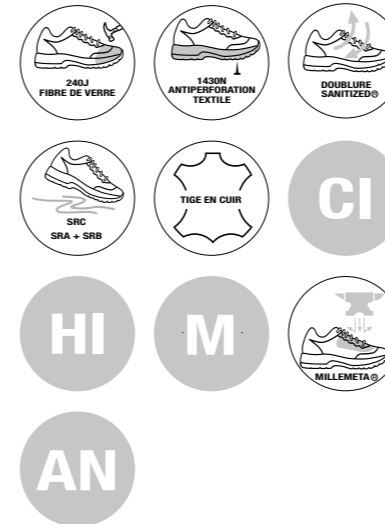 240J
FIBRE DE VERRE
1430N
ANTIPERFORATION
TEXTILE
DOUBLURE
SANITIZED®
SRC
SRA + SRB
TIGE EN CUIR
CI
HI
M
MILLEMETA®
AN